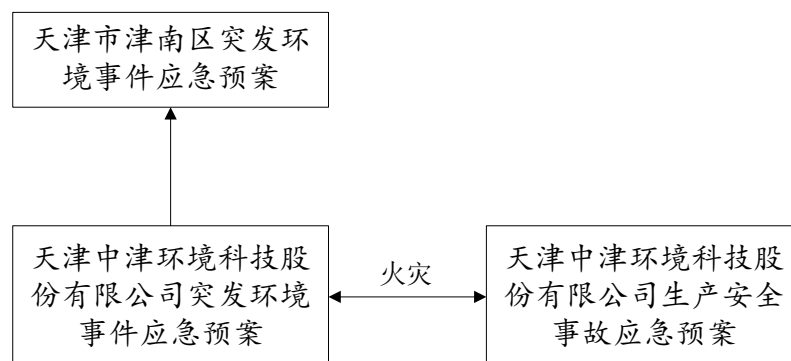 天津市津南区突发环
境事件应急预案
天津中津环境科技股
份有限公司突发环境
事件应急预案
火灾
天津中津环境科技股
份有限公司生产安全
事故应急预案